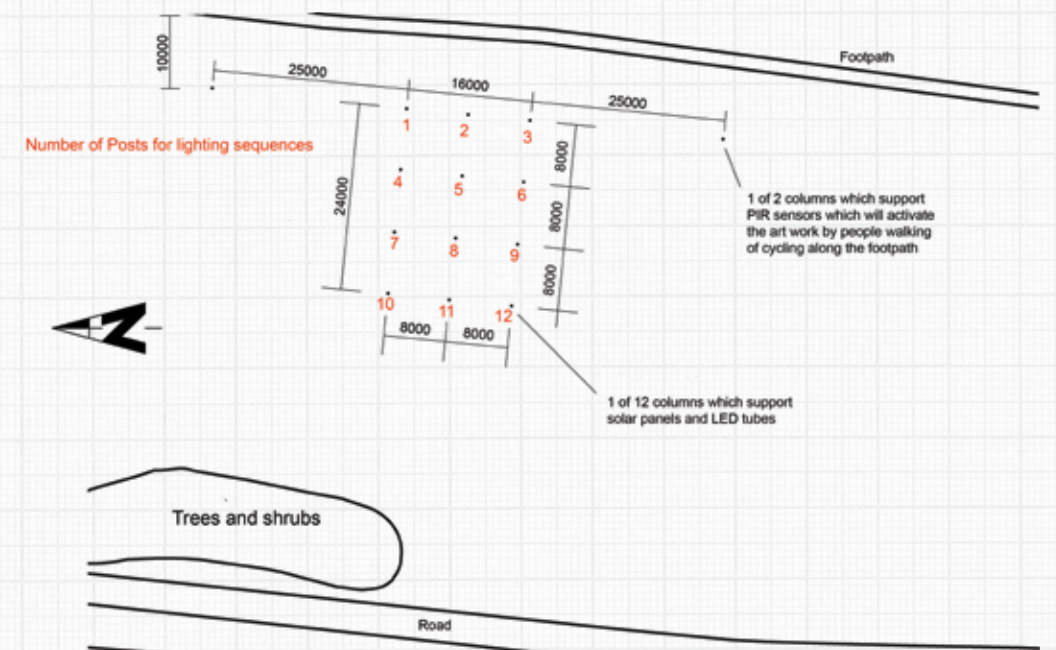 Footpath
10000
25000
16000
25000
Number of Posts for lighting sequences
1
2
3
4
5
6
7
8
9
10
11
12
24000
8000
8000
8000
8000
8000
1 of 2 columns which support
PIR sensors which will activate
the art work by people walking
of cycling along the footpath
N
1 of 12 columns which support
solar panels and LED tubes
Trees and shrubs
Road